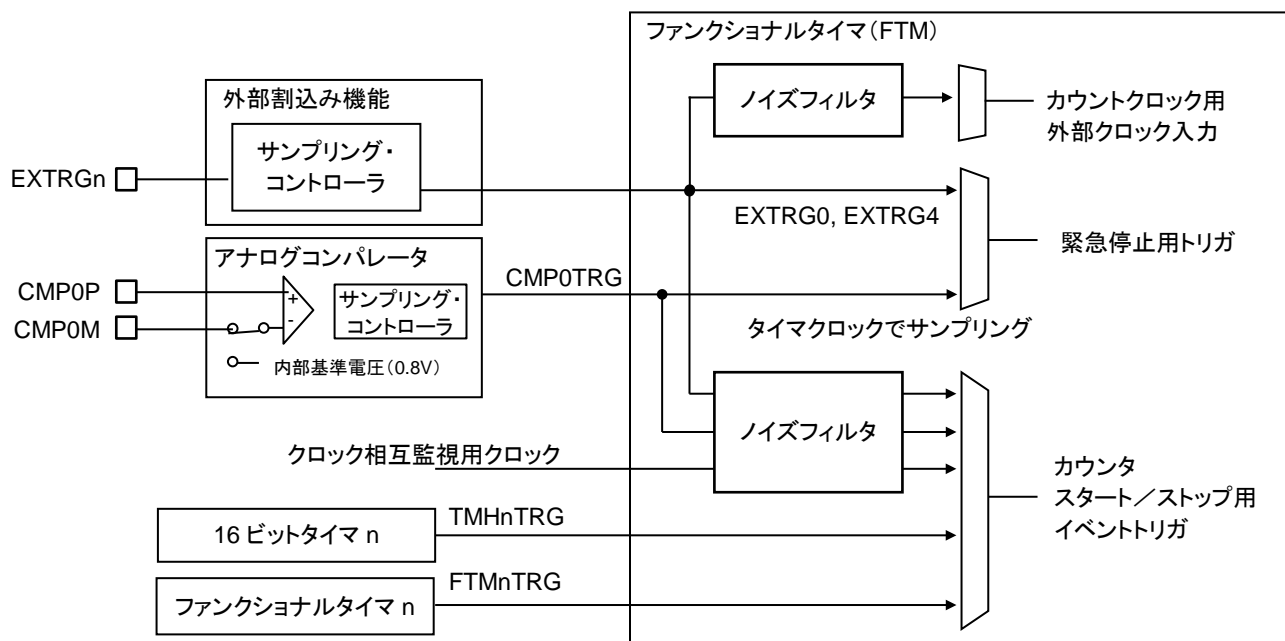 ファンクショナルタイマ(FTM)
外部割込み機能
サンプリング・
コントローラ
EXTRGn
ノイズフィルタ
カウントクロック用
外部クロック入力
EXTRG0, EXTRG4
緊急停止用トリガ
アナログコンパレータ
CMP0P
CMP0M
+
-
サンプリング・
コントローラ
内部基準電圧(0.8V)
CMP0TRG
タイマクロックでサンプリング
ノイズフィルタ
クロック相互監視用クロック
カウンタ
スタート/ストップ用
イベントトリガ
16 ビットタイマ n
TMHnTRG
ファンクショナルタイマ n
FTMnTRG